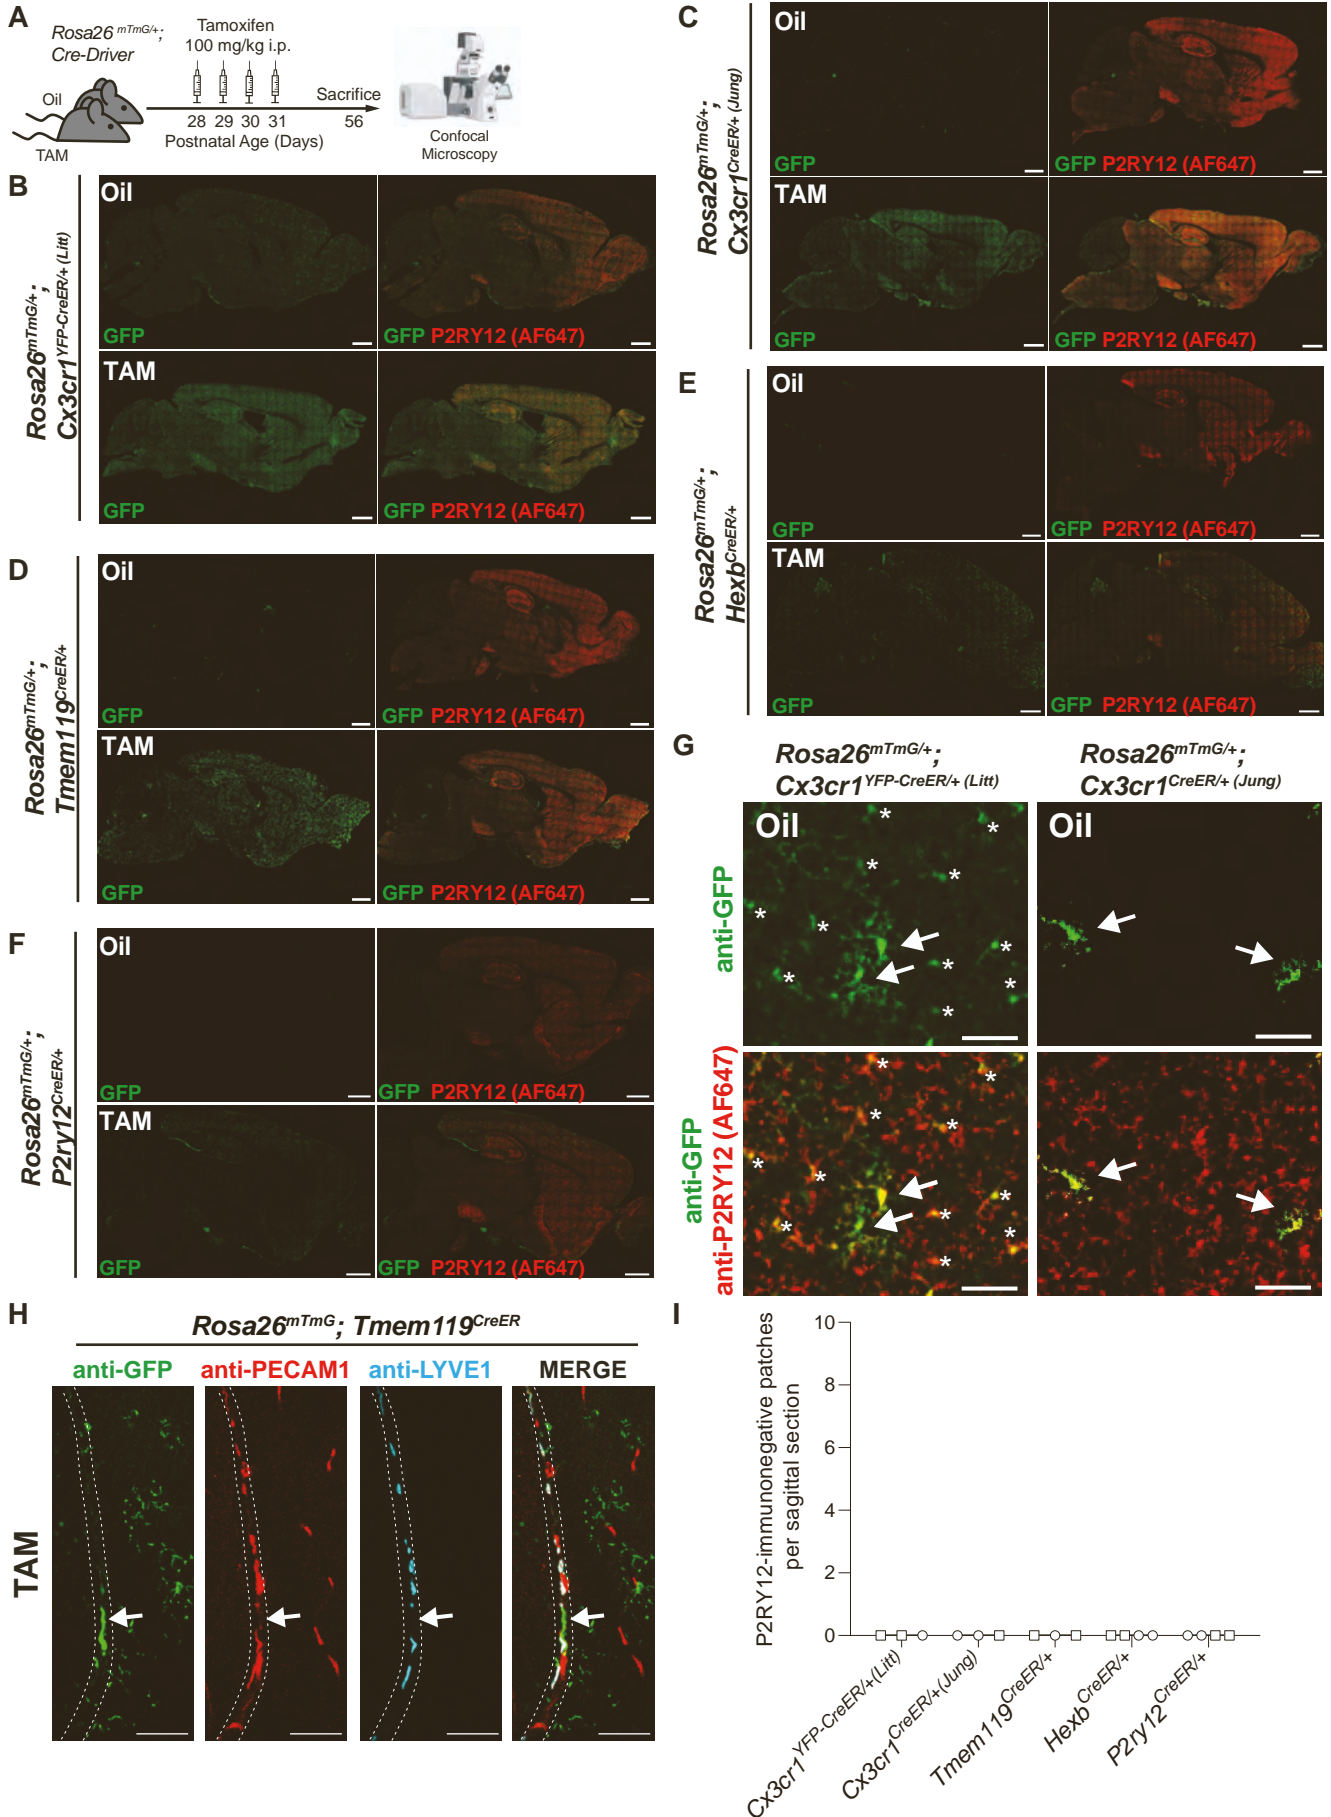 A
Rosa26 mTmG/+;
Cre-Driver
Tamoxifen
100 mg/kg i.p.
Oil
TAM
28 29 30 31
56
Sacrifice
Postnatal Age (Days)
Confocal
Microscopy
B
Rosa26mTmG/+;
Cx3cr1YFP-CreER/+ (Litt)
Oil
GFP
GFP P2RY12 (AF647)
TAM
GFP
GFP P2RY12 (AF647)
C
Rosa26mTmG/+;
Cx3cr1CreER/+ (Jung)
Oil
GFP
GFP P2RY12 (AF647)
TAM
GFP
GFP P2RY12 (AF647)
D
Rosa26mTmG/+;
Tmem119CreER/+
Oil
GFP
GFP P2RY12 (AF647)
TAM
GFP
GFP P2RY12 (AF647)
E
Rosa26mTmG/+;
HexbCreER/+
Oil
GFP
GFP P2RY12 (AF647)
TAM
GFP
GFP P2RY12 (AF647)
F
Rosa26mTmG/+;
P2ry12CreER/+
Oil
GFP
GFP P2RY12 (AF647)
TAM
GFP
GFP P2RY12 (AF647)
G
Rosa26mTmG/+;
Cx3cr1YFP-CreER/+ (Litt)
Rosa26mTmG/+;
Cx3cr1CreER/+ (Jung)
anti-GFP
Oil
* * * * * * * * * * * *
Oil
anti-GFP
anti-P2RY12 (AF647)
* * * * * * * * * * * *
H
Rosa26mTmG; Tmem119CreER
anti-GFP
anti-PECAM1
anti-LYVE1
MERGE
TAM
I
P2RY12-immunonegative patches
per sagittal section
10
8
6
4
2
0
Cx3cr1YFP-CreER/+(Litt)
Cx3cr1CreER/+(Jung)
Tmem119CreER/+
HexbCreER/+
P2ry12CreER/+